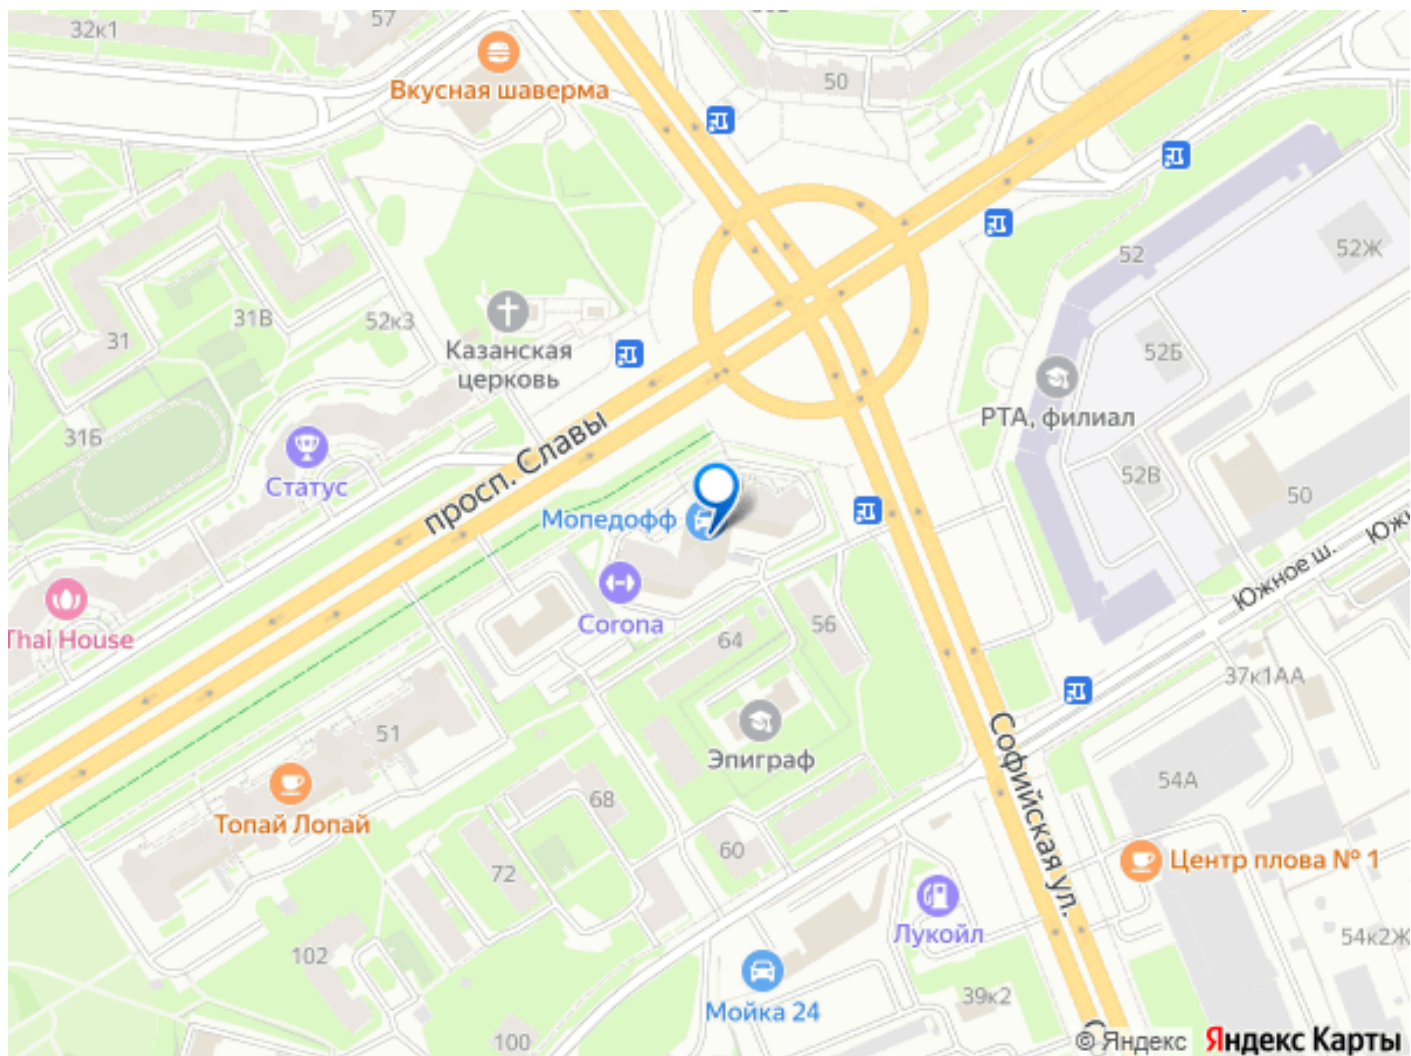 57
32к1
Вкусная шаверма
50
52
52Ж
31В
52к3
31
Казанская
церковь
52Б
РТА, филиал
31Б
Статус
просп. Славы
52В
50
Мопедофф
Южное ш.
Corona
56
64
Thai House
37к1АА
51
Эпиграф
Софийская ул.
54А
68
Топай Лопай
60
Центр плова № 1
72
Лукойл
54к2Ж
102
39к2
Мойка 24
100
© Яндекс Яндекс Карты